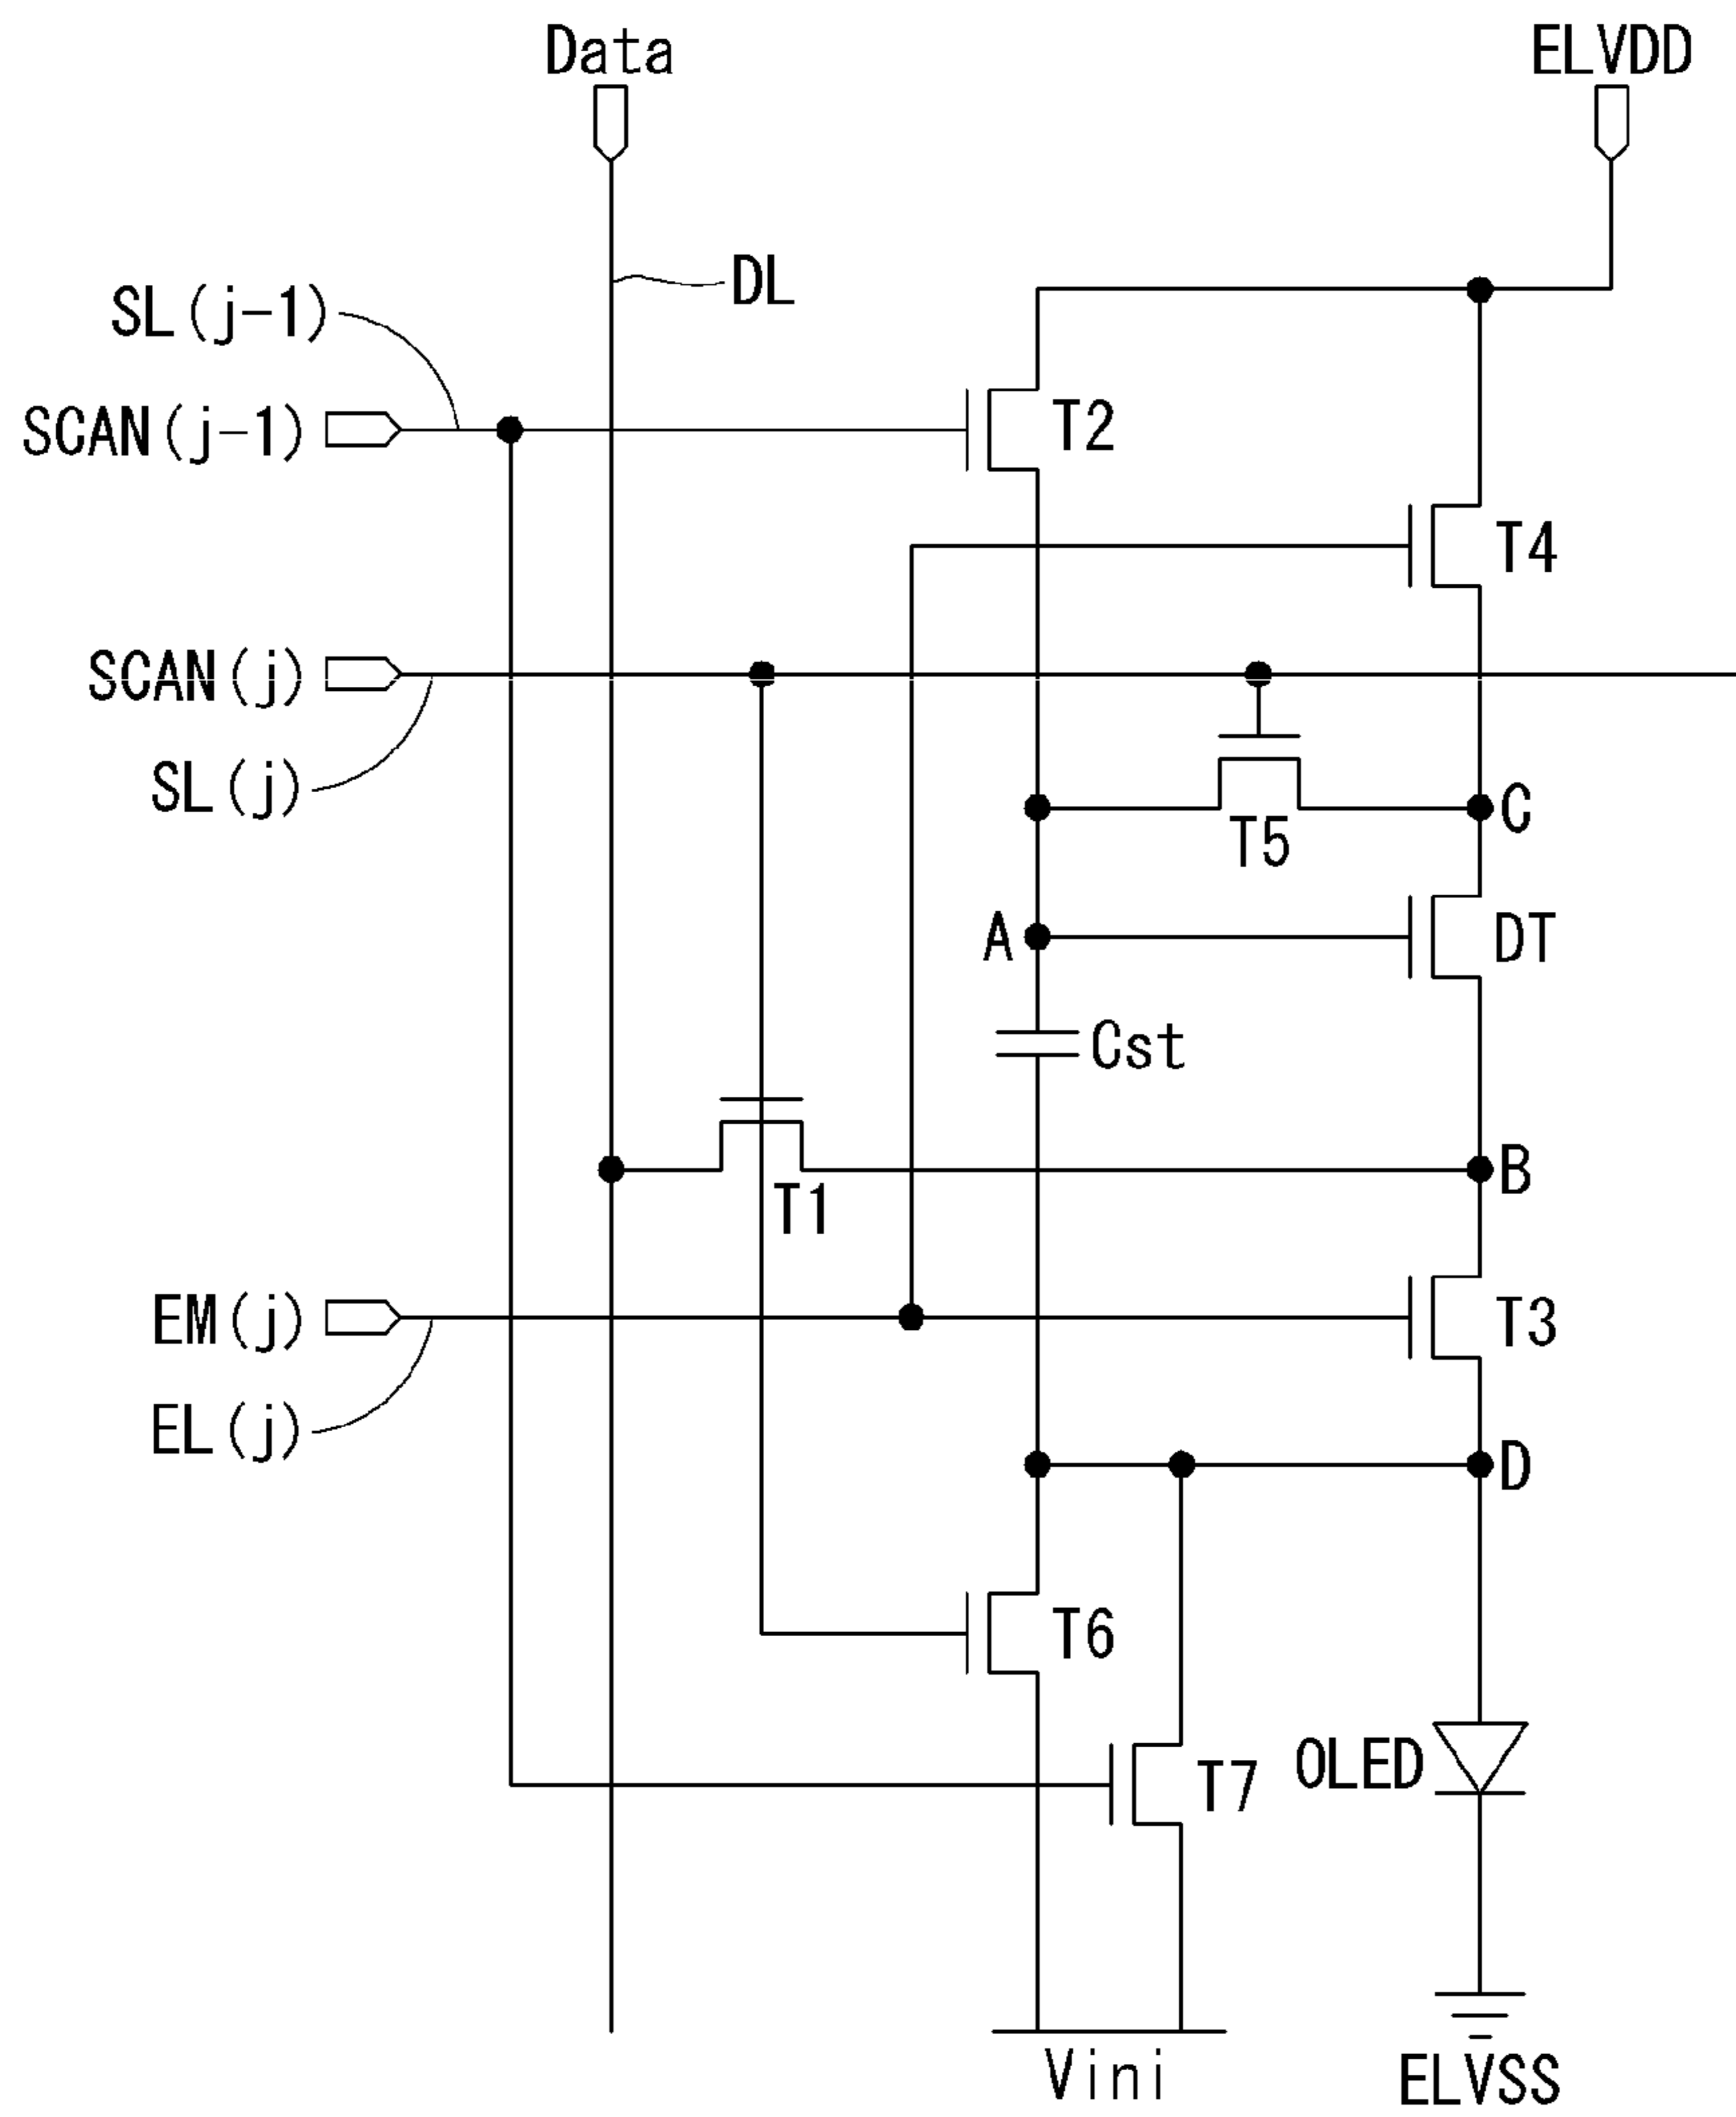 Data
ELVDD
DL
SL(j-1)
SCAN(j-1)
T2
T4
SCAN(j)
SL(j)
C
T5
A
DT
Cst
B
T1
EM(j)
T3
EL(j)
D
T6
OLED
T7
Vini
ELVSS